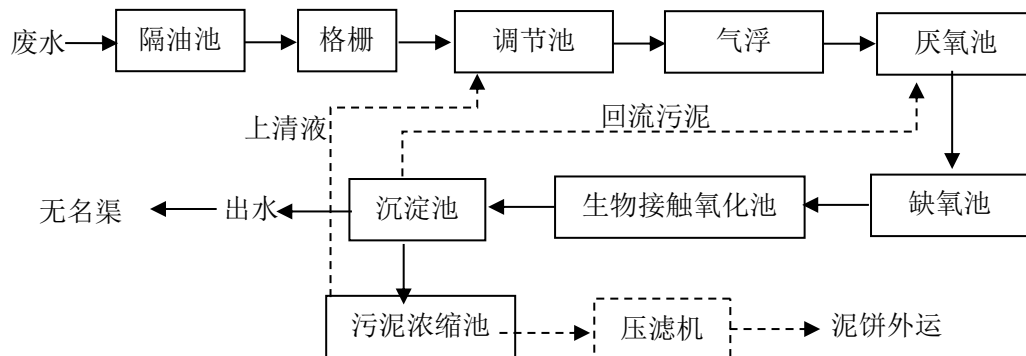 废水 隔油池 格栅 调节池 气浮 厌氧池
上清液 回流污泥
无名渠 出水 沉淀池 生物接触氧化池 缺氧池
污泥浓缩池 压滤机 泥饼外运